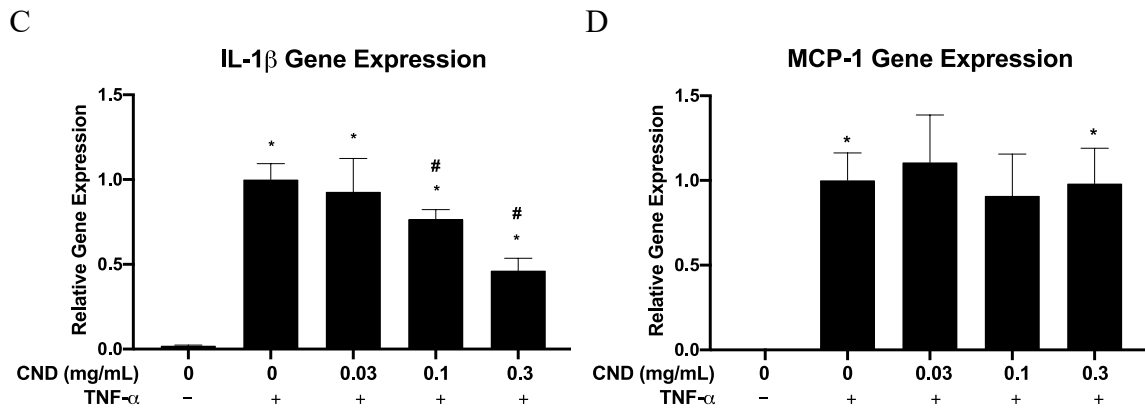 C
IL-1β Gene Expression
Relative Gene Expression
1.5
1.0
0.5
0.0
*
*
#
*
#
*
CND (mg/mL) 0 0 0.03 0.1 0.3
TNF-α − + + + +
D
MCP-1 Gene Expression
Relative Gene Expression
1.5
1.0
0.5
0.0
*
*
CND (mg/mL) 0 0 0.03 0.1 0.3
TNF-α − + + + +